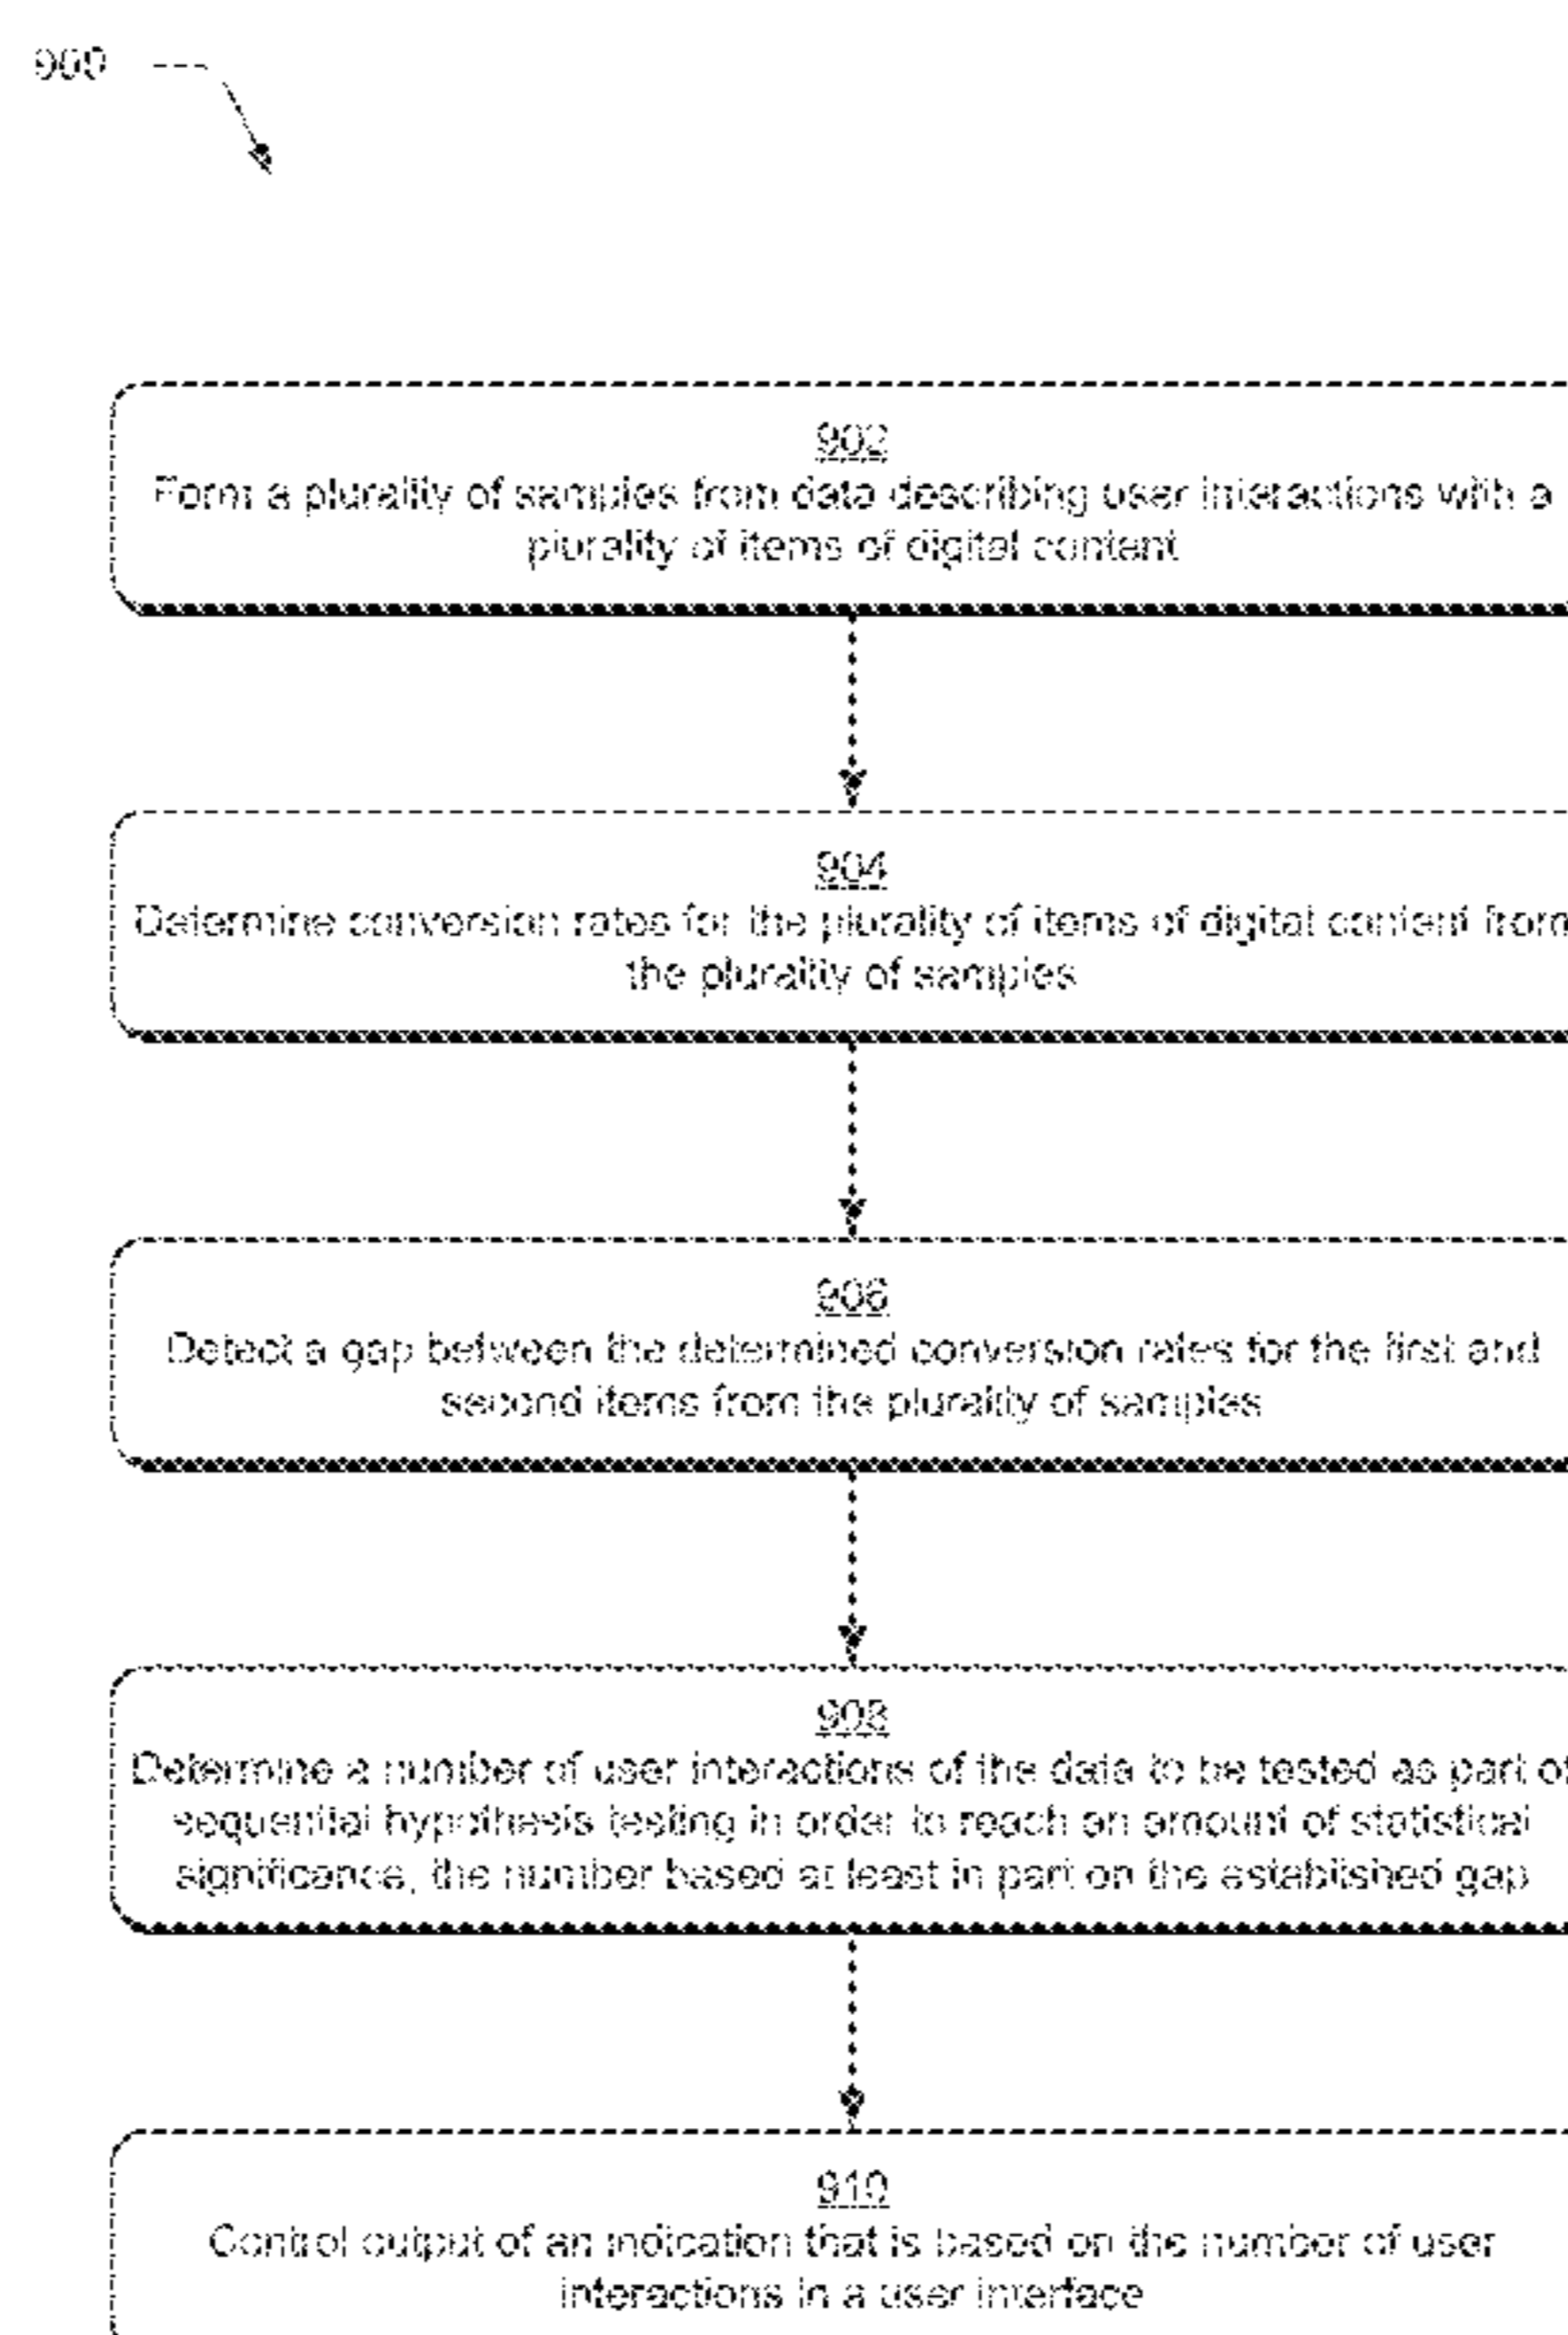 900
902
Form a plurality of samples from data describing user interactions with a
plurality of items of digital content
904
Determine conversion rates for the plurality of items of digital content from
the plurality of samples
906
Detect a gap between the determined conversion rates for the first and
second items from the plurality of samples
908
Determine a number of user interactions of the data to be tested as part of
sequential hypothesis testing in order to reach an amount of statistical
significance, the number based at least in part on the established gap
910
Control output of an indication that is based on the number of user
interactions in a user interface